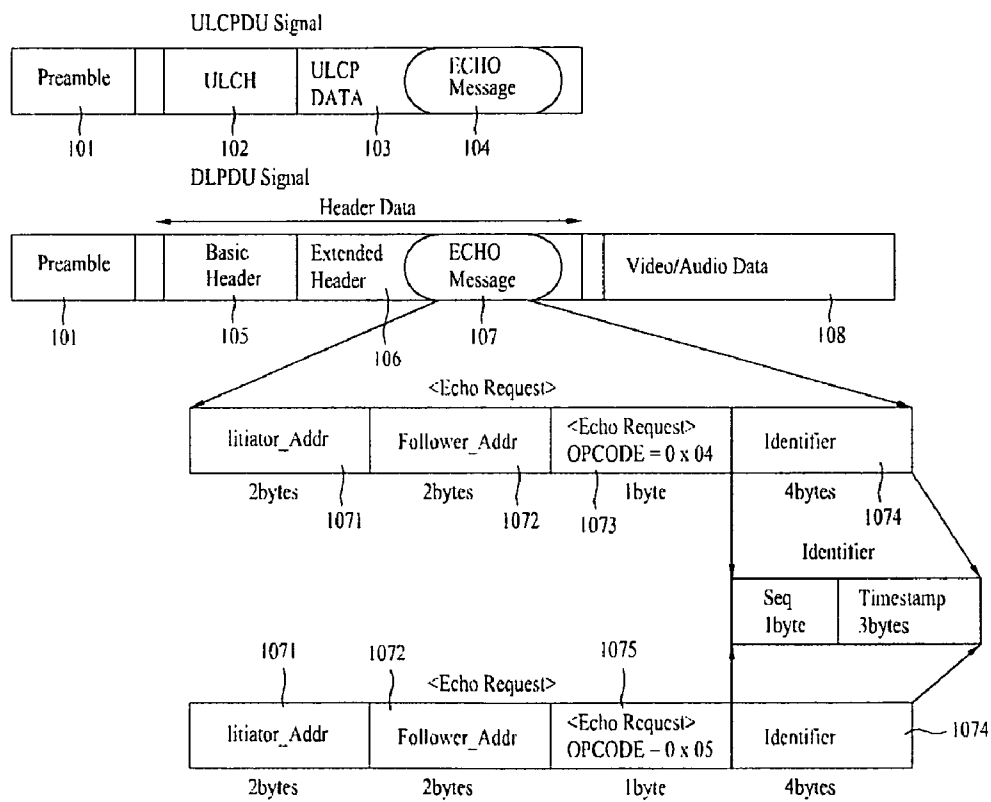 ULCPDU Signal
Preamble
ULCH
ULCP
DATA
ECHO
Message
101
102
103
104
DLPDU Signal
Header Data
Preamble
Basic
Header
Extended
Header
ECHO
Message
Video/Audio Data
101
105
106
107
108
<Echo Request>
Iitiator_Addr
Follower_Addr
<Echo Request>
OPCODE = 0 x 04
Identifier
2bytes
1071
2bytes
1072
1073
1byte
4bytes
1074
Identifier
Seq
1byte
Timestamp
3bytes
1071
1072
<Echo Request>
1075
Iitiator_Addr
Follower_Addr
<Echo Request>
OPCODE – 0 x 05
Identifier
1074
2bytes
2bytes
1byte
4bytes